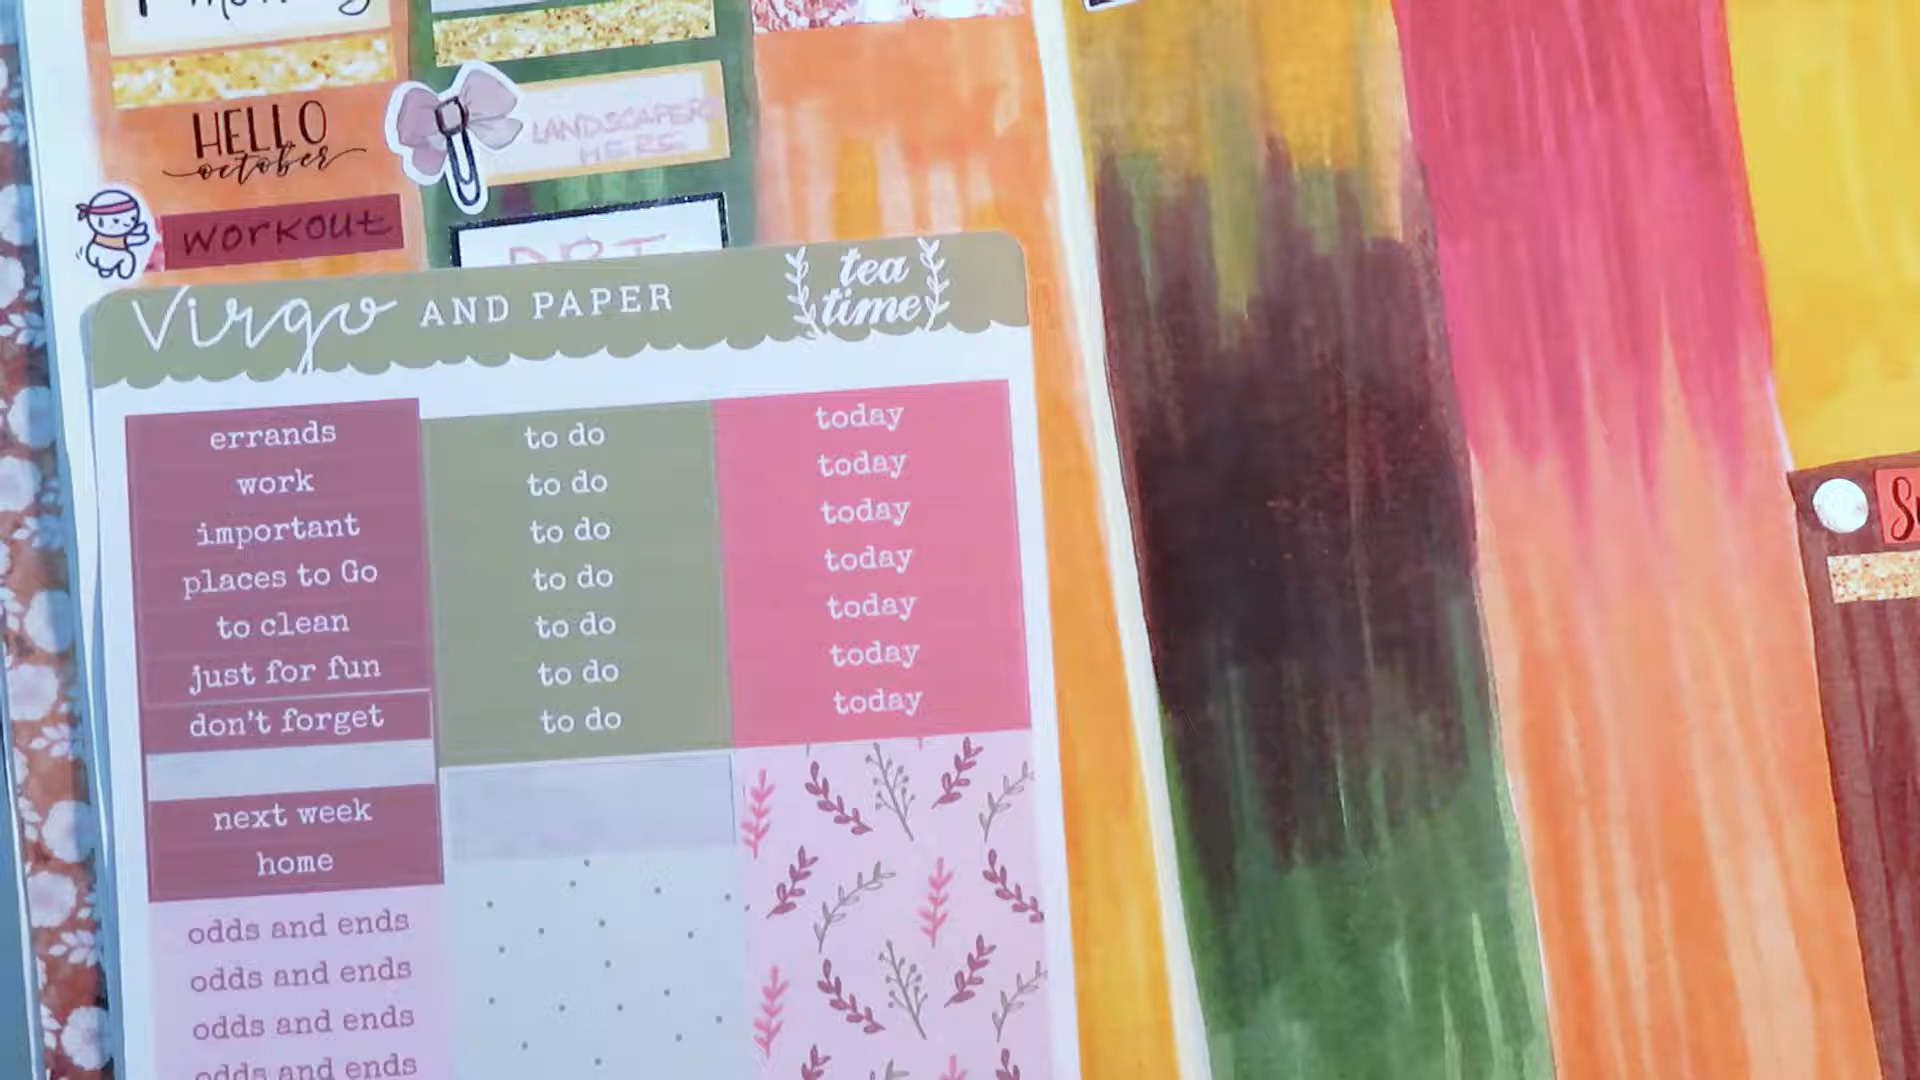 HELLO
october
LANDSCAPERS
HERE
workout
Virgo AND PAPER
tea
time
errands
work
important
places to Go
to clean
just for fun
don't forget
next week
home
odds and ends
odds and ends
odds and ends
odds and ends
to do
to do
to do
to do
to do
to do
to do
today
today
today
today
today
today
today